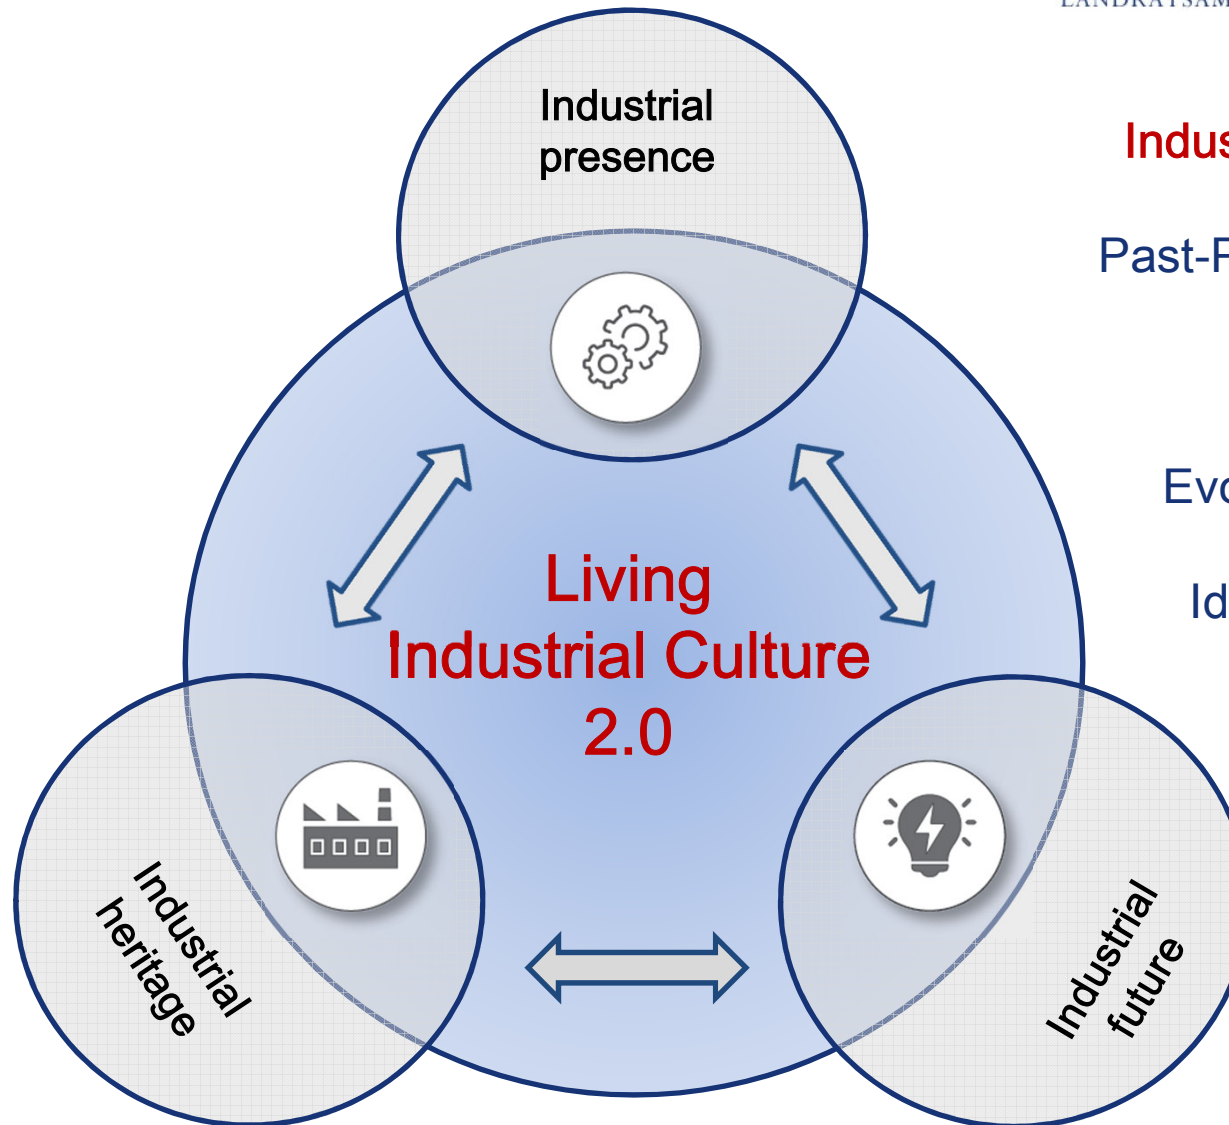 Industrial
presence
Living
Industrial Culture
2.0
Industrial
heritage
Industrial
future
Past-